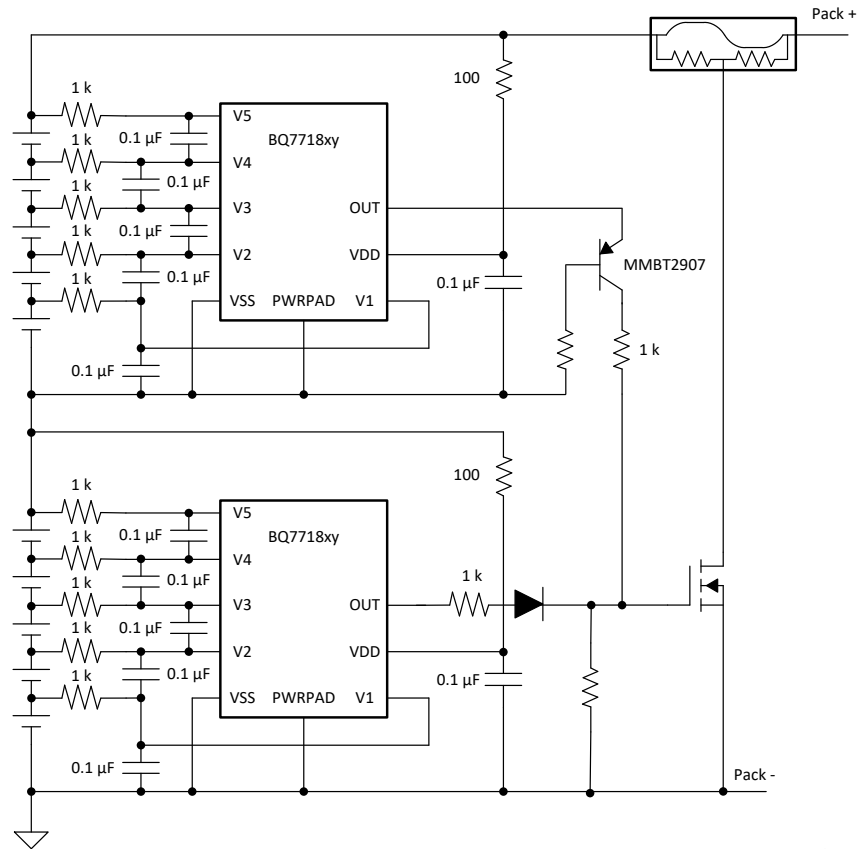 Pack +
1 k
100
V5
0.1 µF
BQ7718xy
1 k
V4
0.1 µF
1 k
V3
OUT
0.1 µF
1 k
V2
VDD
MMBT2907
0.1 µF
0.1 µF
1 k
VSS
PWRPAD
V1
1 k
0.1 µF
1 k
100
V5
0.1 µF
BQ7718xy
1 k
V4
0.1 µF
1 k
1 k
V3
OUT
0.1 µF
1 k
V2
VDD
0.1 µF
0.1 µF
1 k
VSS
PWRPAD
V1
0.1 µF
Pack -